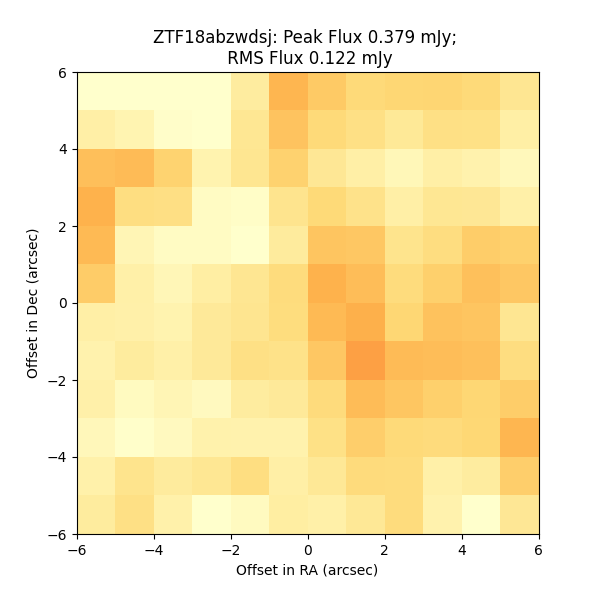 ZTF18abzwdsj: Peak Flux 0.379 mJy;
RMS Flux 0.122 mJy
6
4
2
0
−2
−4
−6
Offset in Dec (arcsec)
−6 −4 −2 0 2 4 6
Offset in RA (arcsec)